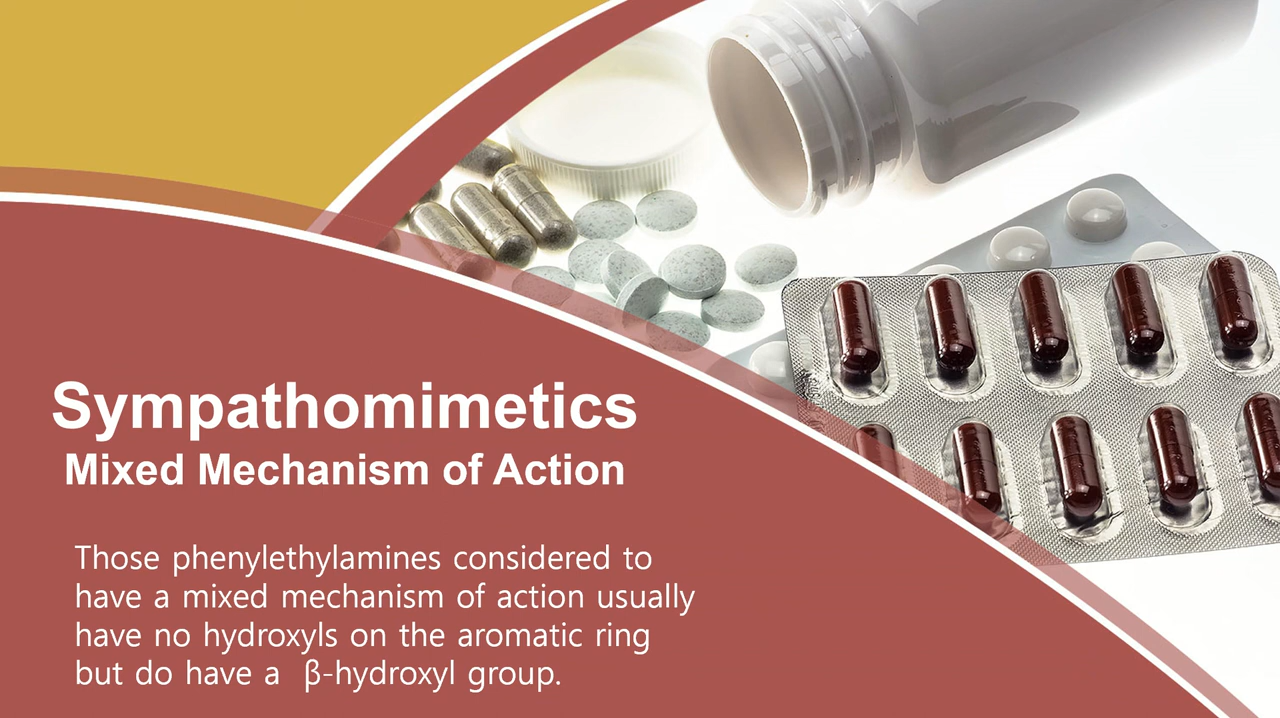 Sympathomimetics
Mixed Mechanism of Action
Those phenylethylamines considered to
have a mixed mechanism of action usually
have no hydroxyls on the aromatic ring
but do have a  β-hydroxyl group.